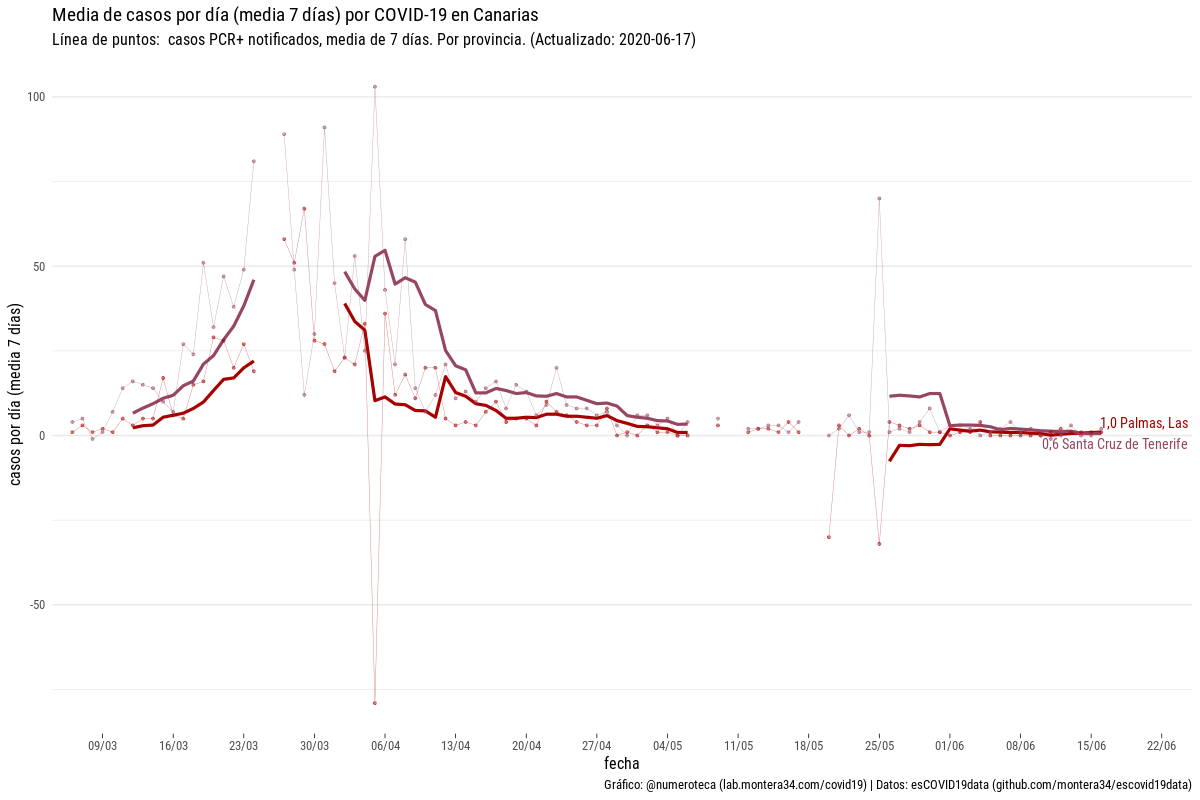 Media de casos por día (media 7 días) por COVID-19 en Canarias
Línea de puntos:  casos PCR+ notificados, media de 7 días. Por provincia. (Actualizado: 2020-06-17)
casos por día (media 7 días)
100
50
0
-50
1,0 Palmas, Las
0,6 Santa Cruz de Tenerife
09/03 16/03 23/03 30/03 06/04 13/04 20/04 27/04 04/05 11/05 18/05 25/05 01/06 08/06 15/06 22/06
fecha
Gráfico: @numeroteca (lab.montera34.com/covid19) | Datos: esCOVID19data (github.com/montera34/escovid19data)